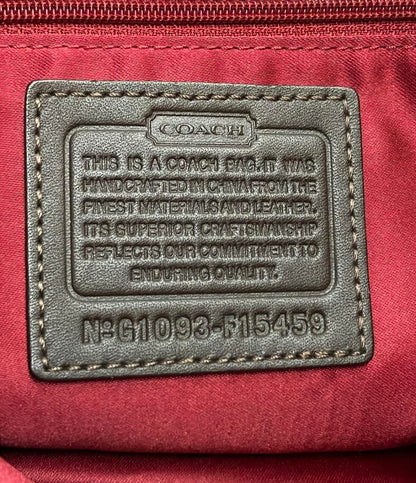 COACH
THIS IS A COACH BAG. IT WAS
HANDCRAFTED IN CHINA FROM THE
FINEST MATERIALS AND LEATHER.
ITS SUPERIOR CRAFTSMANSHIP
REFLECTS OUR COMMITMENT TO
ENDURING QUALITY.
Nº G1093-F15459